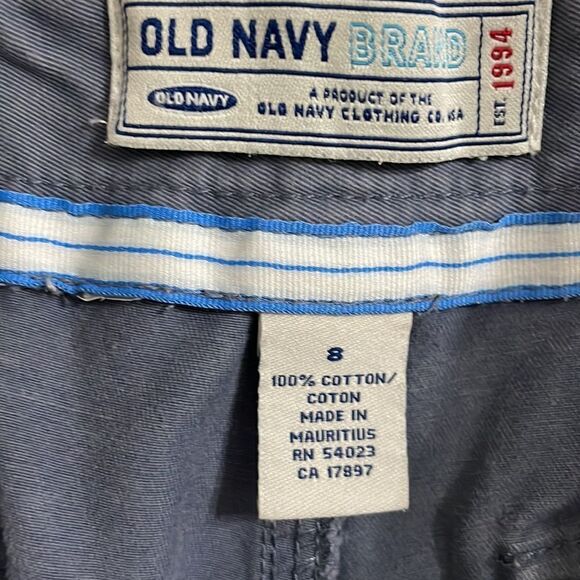 OLD NAVY BRAND
OLD NAVY
A PRODUCT OF THE
OLD NAVY CLOTHING CO. USA
EST. 1994
8
100% COTTON/
COTON
MADE IN
MAURITIUS
RN 54023
CA 17897